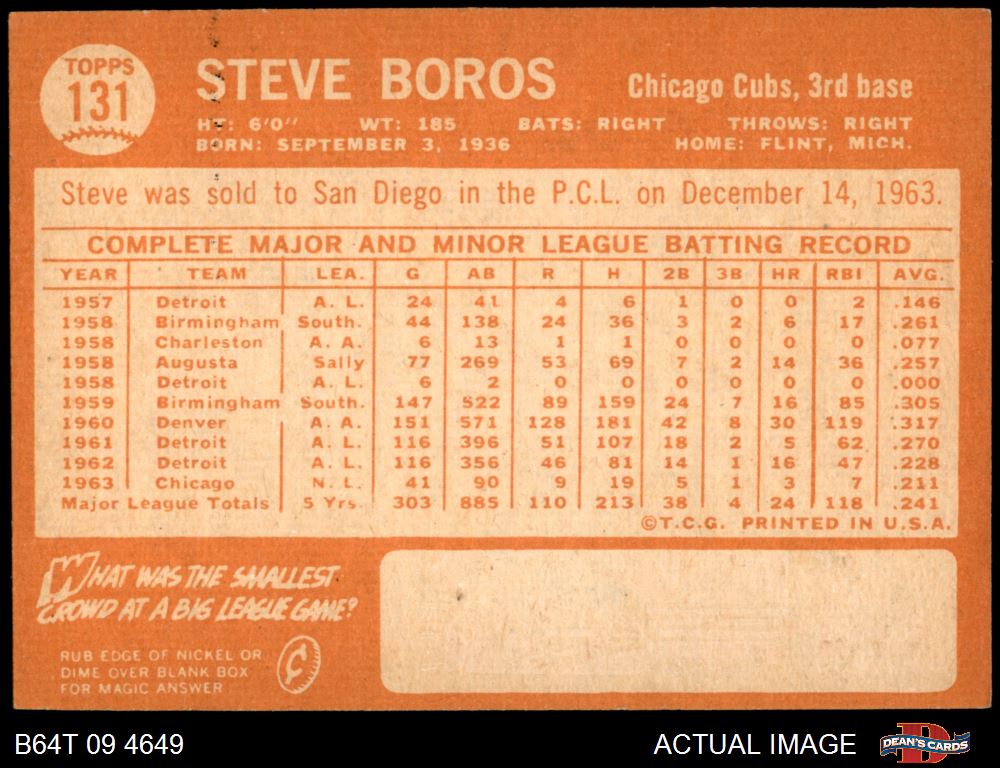 TOPPS
131
STEVE BOROS
Chicago Cubs, 3rd base
HT: 6'0" WT: 185 BATS: RIGHT THROWS: RIGHT
BORN: SEPTEMBER 3, 1936 HOME: FLINT, MICH.
Steve was sold to San Diego in the P.C.L. on December 14, 1963.
COMPLETE MAJOR AND MINOR LEAGUE BATTING RECORD
YEAR TEAM LEA. G AB R H 2B 3B HR RBI AVG.
1957 Detroit A. L. 24 41 4 6 1 0 0 2 .146
1958 Birmingham South. 44 138 24 36 3 2 6 17 .261
1958 Charleston A. A. 6 13 1 1 0 0 0 0 .077
1958 Augusta Sally 77 269 53 69 7 2 14 36 .257
1958 Detroit A. L. 6 2 0 0 0 0 0 0 .000
1959 Birmingham South. 147 522 89 159 24 7 16 85 .305
1960 Denver A. A. 151 571 128 181 42 8 30 119 .317
1961 Detroit A. L. 116 396 51 107 18 2 5 62 .270
1962 Detroit A. L. 116 356 46 81 14 1 16 47 .228
1963 Chicago N. L. 41 90 9 19 5 1 3 7 .211
Major League Totals 5 Yrs. 303 885 110 213 38 4 24 118 .241
©T.C.G. PRINTED IN U.S.A.
WHAT WAS THE SMALLEST
CROWD AT A BIG LEAGUE GAME?
RUB EDGE OF NICKEL OR
DIME OVER BLANK BOX
FOR MAGIC ANSWER
¢
B64T 09 4649
ACTUAL IMAGE
DEAN'S CARDS